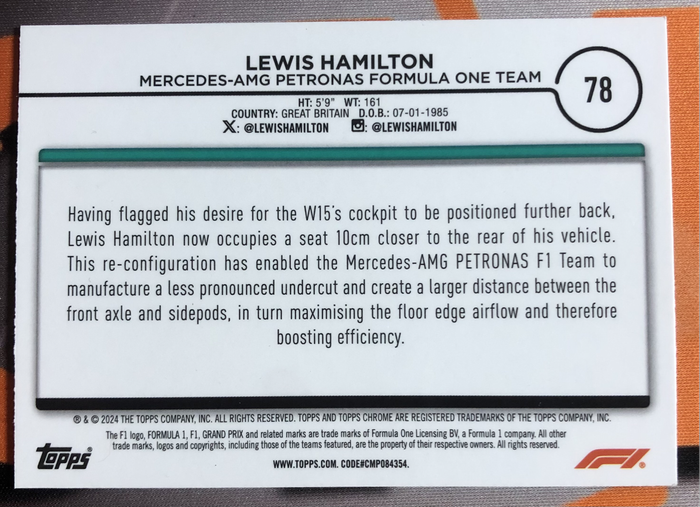 LEWIS HAMILTON
MERCEDES-AMG PETRONAS FORMULA ONE TEAM
78
HT: 5'9" WT: 161
COUNTRY: GREAT BRITAIN D.O.B.: 07-01-1985
X: @LEWISHAMILTON : @LEWISHAMILTON
Having flagged his desire for the W15's cockpit to be positioned further back,
Lewis Hamilton now occupies a seat 10cm closer to the rear of his vehicle.
This re-configuration has enabled the Mercedes-AMG PETRONAS F1 Team to
manufacture a less pronounced undercut and create a larger distance between the
front axle and sidepods, in turn maximising the floor edge airflow and therefore
boosting efficiency.
® & © 2024 THE TOPPS COMPANY, INC. ALL RIGHTS RESERVED. TOPPS AND TOPPS CHROME ARE REGISTERED TRADEMARKS OF THE TOPPS COMPANY, INC.
The F1 logo, FORMULA 1, F1, GRAND PRIX and related marks are trade marks of Formula One Licensing BV, a Formula 1 company. All other
trade marks, logos and copyrights, including those of the teams featured, are the property of their respective owners. All rights reserved.
Topps®
WWW.TOPPS.COM. CODE#CMP084354.
F1®